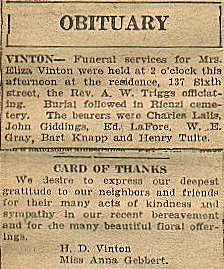 OBITUARY
VINTON— Funeral services for Mrs.
Eliza Vinton were held at 2 o'clock this
afternoon at the residence, 137 Sixth
street, the Rev. A. W. Triggs officiat-
ing. Burial followed in Rienzi ceme-
tery. The bearers were Charles Lalis,
John Giddings, Ed. LaFore, W. E.
Gray, Bart Knapp and Henry Tuite.
CARD OF THANKS
We desire to express our deepest
gratitude to our neighbors and friends
for their many acts of kindness and
sympathy in our recent bereavement
and for the many beautiful floral offer-
ings.
H. D. Vinton
Miss Anna Gebbert.